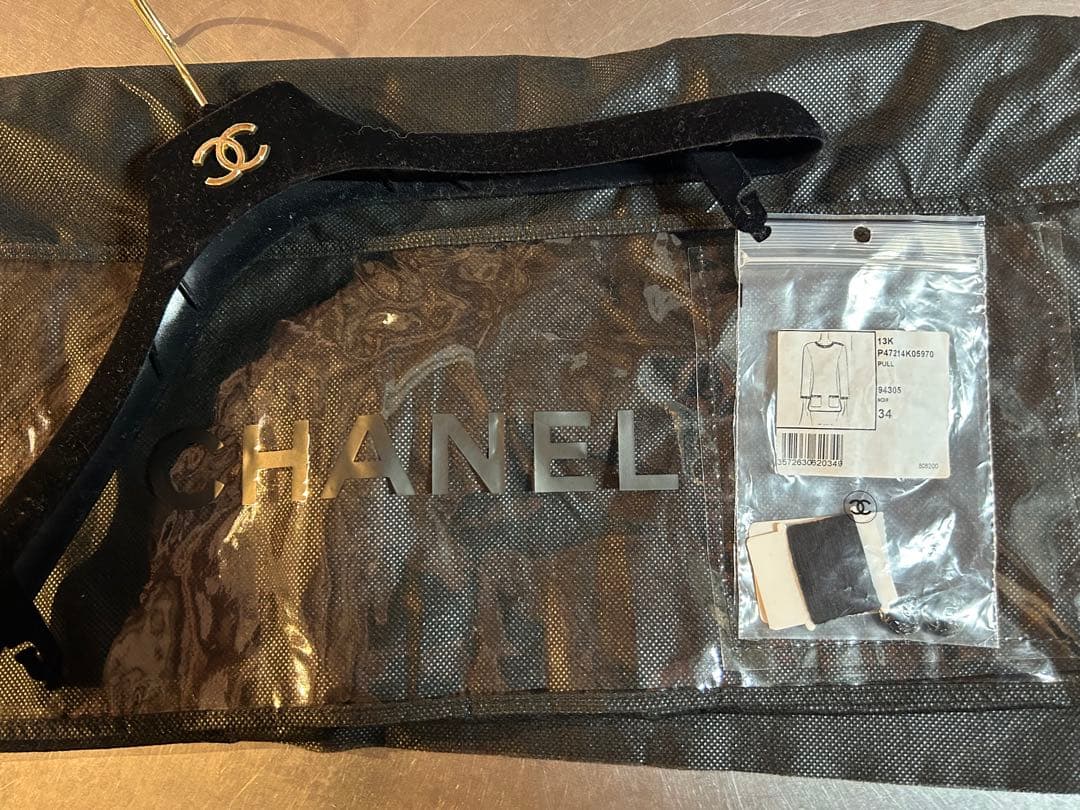 CHANEL
13K
P47214K05970
PULL
94305
NOIR
34
3572630620349
808200